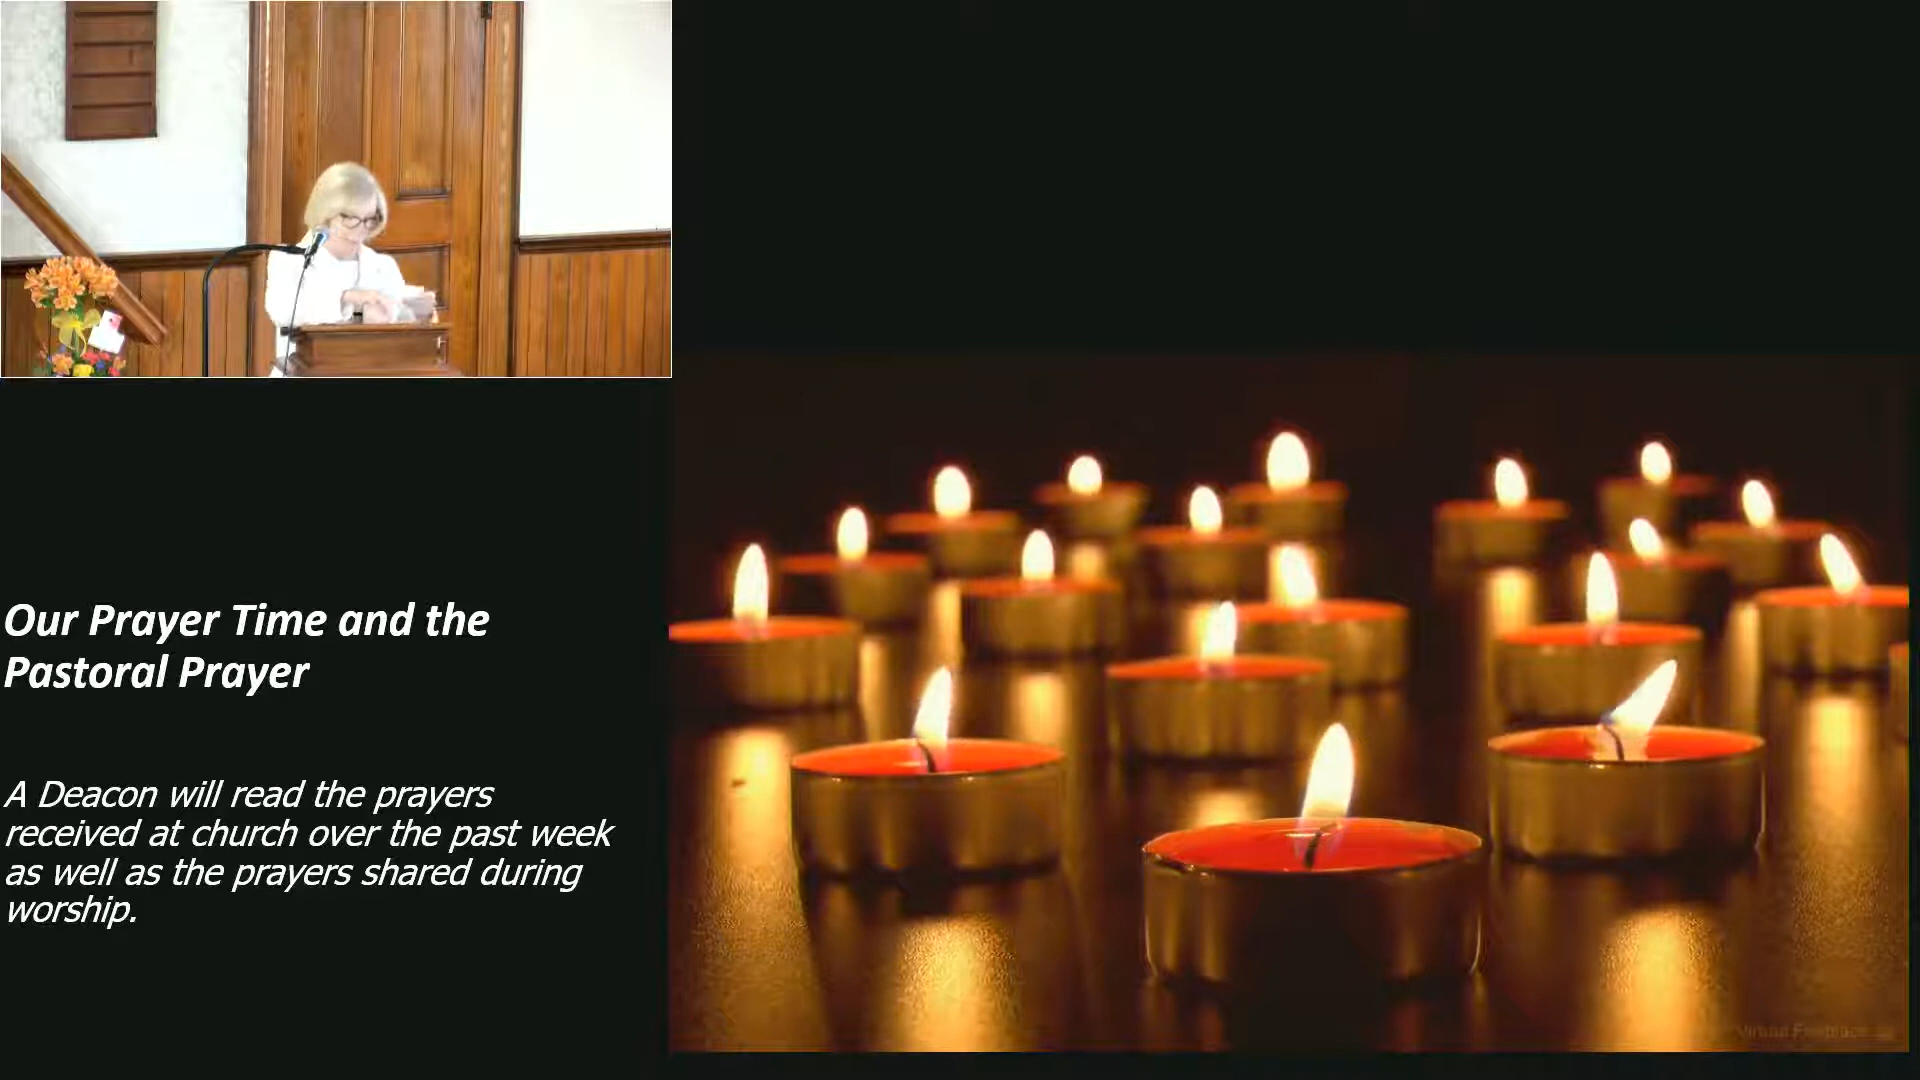 Our Prayer Time and the
Pastoral Prayer
A Deacon will read the prayers
received at church over the past week
as well as the prayers shared during
worship.